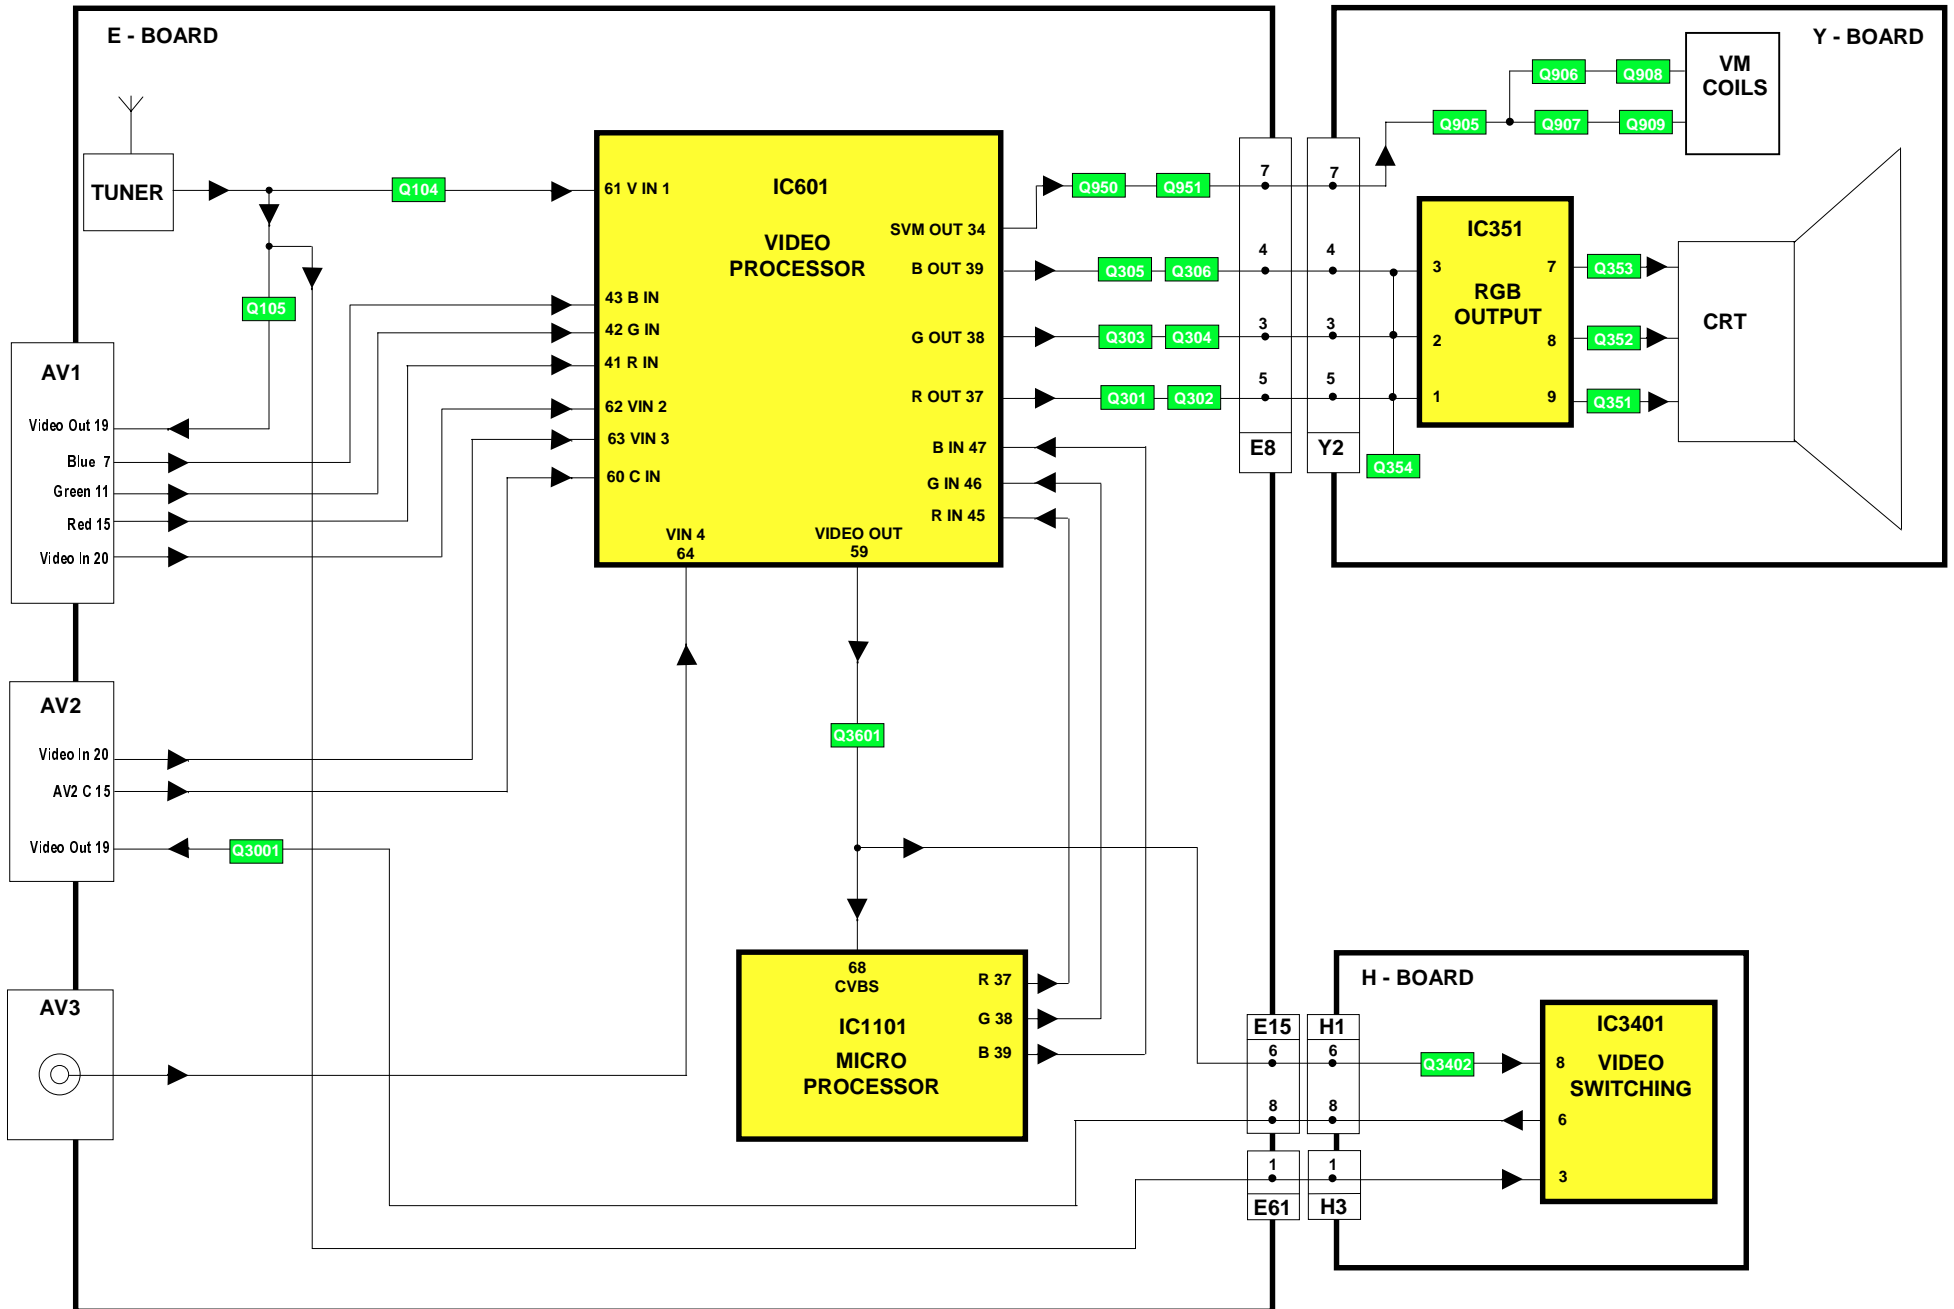 E - BOARD
TUNER
Q104
Q105
AV1
Video Out 19
Blue 7
Green 11
Red 15
Video In 20
AV2
Video In 20
AV2 C 15
Video Out 19
Q3001
AV3
IC601
VIDEO
PROCESSOR
61 V IN 1
43 B IN
42 G IN
41 R IN
62 VIN 2
63 VIN 3
60 C IN
VIN 4
64
VIDEO OUT
59
SVM OUT 34
B OUT 39
G OUT 38
R OUT 37
B IN 47
G IN 46
R IN 45
Q950
Q951
Q305
Q306
Q303
Q304
Q301
Q302
7
4
3
5
E8
7
4
3
5
Y2
Q3601
68
CVBS
IC1101
MICRO
PROCESSOR
R 37
G 38
B 39
Y - BOARD
Q905
Q906
Q908
Q907
Q909
VM
COILS
IC351
RGB
OUTPUT
3
2
1
7
8
9
Q353
Q352
Q351
Q354
CRT
H - BOARD
E15
6
8
1
E61
H1
6
8
1
H3
Q3402
IC3401
VIDEO
SWITCHING
8
6
3